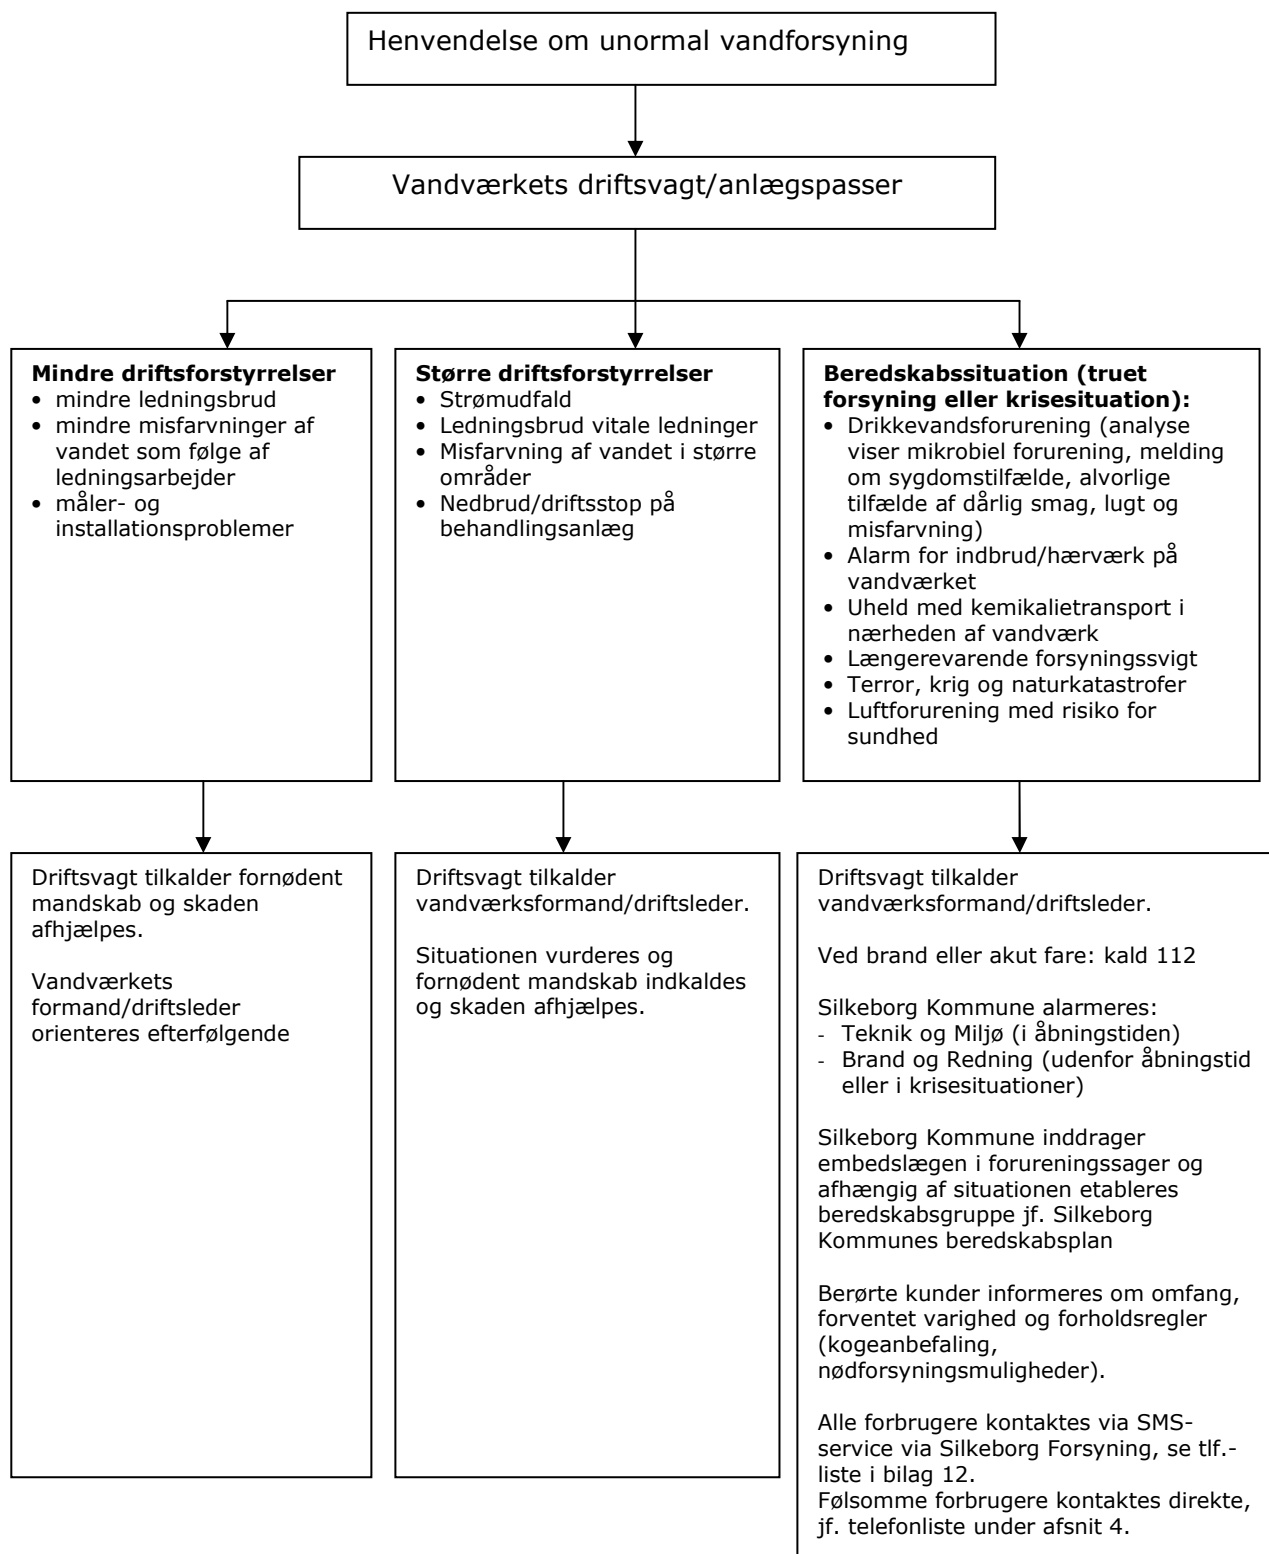 Henvendelse om unormal vandforsyning
Vandværkets driftsvagt/anlægspasser
Mindre driftsforstyrrelser
• mindre ledningsbrud
• mindre misfarvninger af
vandet som følge af
ledningsarbejder
• måler- og
installationsproblemer
Større driftsforstyrrelser
• Strømudfald
• Ledningsbrud vitale ledninger
• Misfarvning af vandet i større
områder
• Nedbrud/driftsstop på
behandlingsanlæg
Beredskabssituation (truet
forsyning eller krisesituation):
• Drikkevandsforurening (analyse
viser mikrobiel forurening, melding
om sygdomstilfælde, alvorlige
tilfælde af dårlig smag, lugt og
misfarvning)
• Alarm for indbrud/hærværk på
vandværket
• Uheld med kemikalietransport i
nærheden af vandværk
• Længerevarende forsyningssvigt
• Terror, krig og naturkatastrofer
• Luftforurening med risiko for
sundhed
Driftsvagt tilkalder fornødent
mandskab og skaden
afhjælpes.
Vandværkets
formand/driftsleder
orienteres efterfølgende
Driftsvagt tilkalder
vandværksformand/driftsleder.
Situationen vurderes og
fornødent mandskab indkaldes
og skaden afhjælpes.
Driftsvagt tilkalder
vandværksformand/driftsleder.
Ved brand eller akut fare: kald 112
Silkeborg Kommune alarmeres:
- Teknik og Miljø (i åbningstiden)
- Brand og Redning (udenfor åbningstid
eller i krisesituationer)
Silkeborg Kommune inddrager
embedslægen i forureningssager og
afhængig af situationen etableres
beredskabsgruppe jf. Silkeborg
Kommunes beredskabsplan
Berørte kunder informeres om omfang,
forventet varighed og forholdsregler
(kogeanbefaling,
nødforsyningsmuligheder).
Alle forbrugere kontaktes via SMS-
service via Silkeborg Forsyning, se tlf.-
liste i bilag 12.
Følsomme forbrugere kontaktes direkte,
jf. telefonliste under afsnit 4.